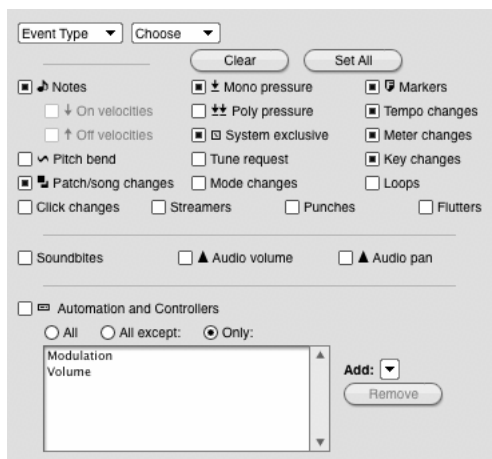 Event Type Choose
Clear Set All
Notes Mono pressure Markers
On velocities Poly pressure Tempo changes
Off velocities System exclusive Meter changes
Pitch bend Tune request Key changes
Patch/song changes Mode changes Loops
Click changes Streamers Punches Flutters
Soundbites Audio volume Audio pan
Automation and Controllers
All All except: Only:
Modulation
Volume
Add:
Remove